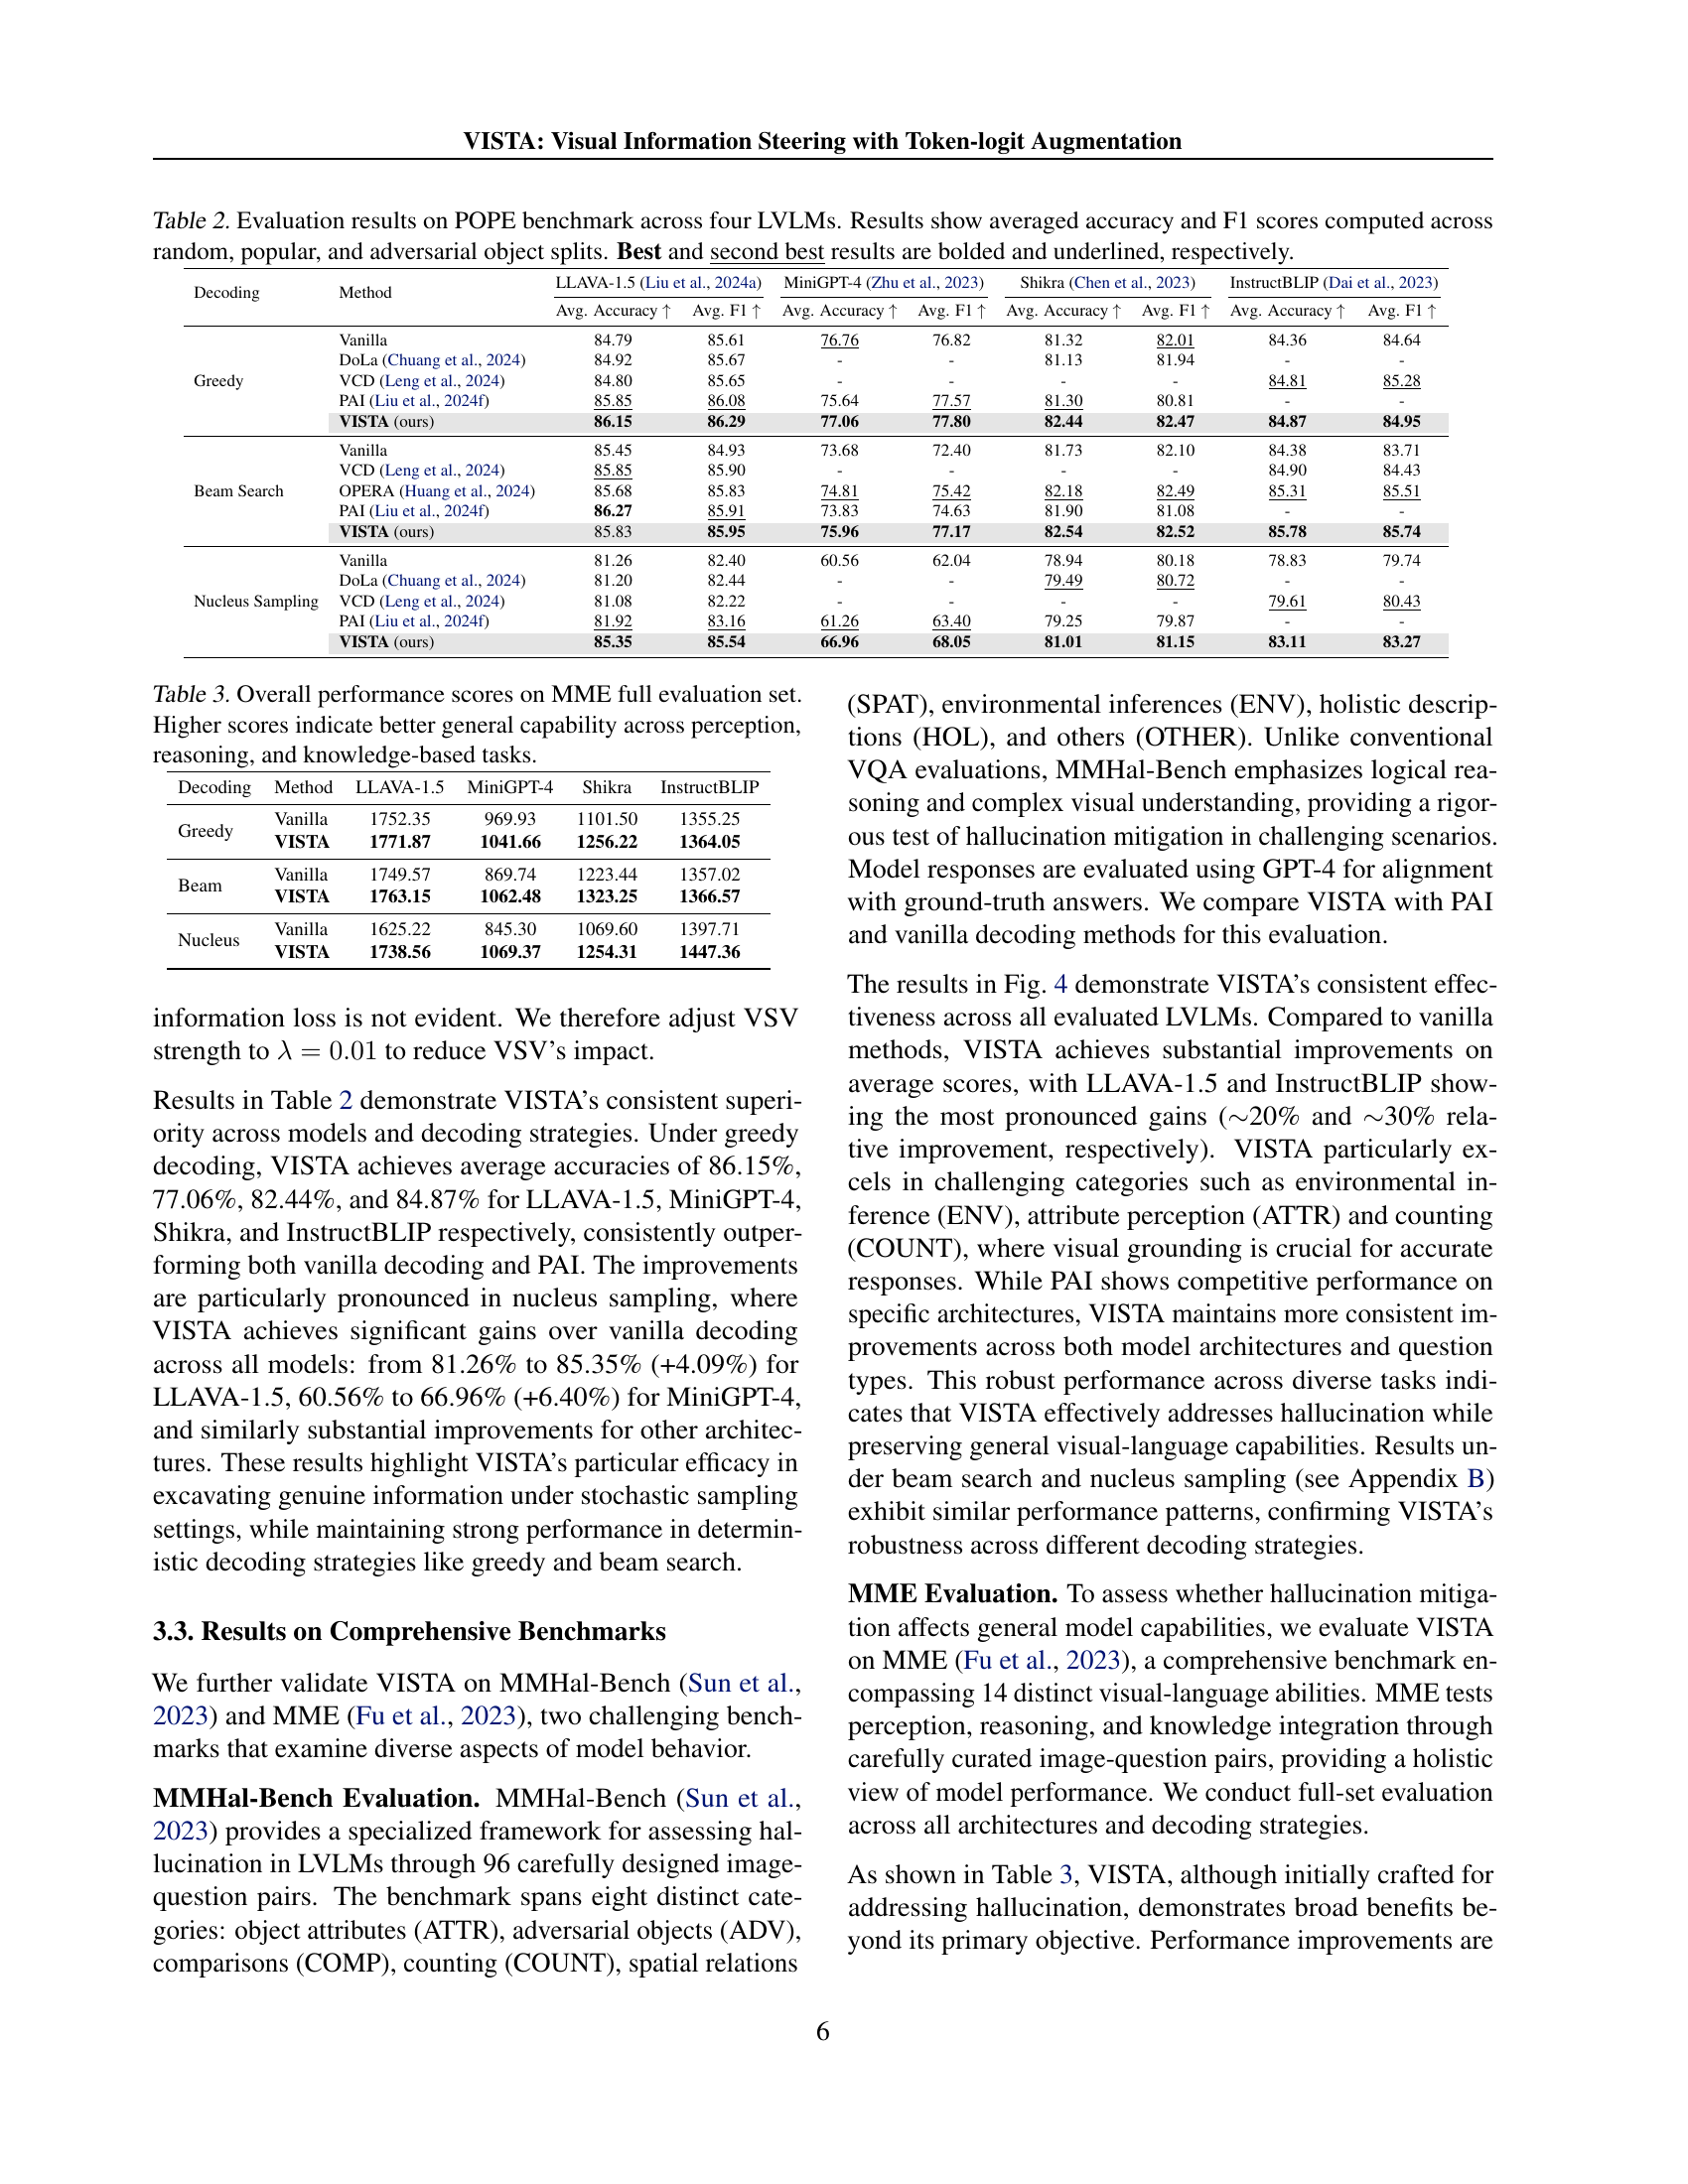 VISTA: Visual Information Steering with Token-logit Augmentation
Table 2. Evaluation results on POPE benchmark across four LVLMs. Results show averaged accuracy and F1 scores computed across
random, popular, and adversarial object splits. Best and second best results are bolded and underlined, respectively.
Decoding Method LLAVA-1.5 (Liu et al., 2024a) MiniGPT-4 (Zhu et al., 2023) Shikra (Chen et al., 2023) InstructBLIP (Dai et al., 2023)
Avg. Accuracy ↑ Avg. F1 ↑ Avg. Accuracy ↑ Avg. F1 ↑ Avg. Accuracy ↑ Avg. F1 ↑ Avg. Accuracy ↑ Avg. F1 ↑
Vanilla 84.79 85.61 76.76 76.82 81.32 82.01 84.36 84.64
DoLa (Chuang et al., 2024) 84.92 85.67 - - 81.13 81.94 - -
Greedy VCD (Leng et al., 2024) 84.80 85.65 - - - - 84.81 85.28
PAI (Liu et al., 2024f) 85.85 86.08 75.64 77.57 81.30 80.81 - -
VISTA (ours) 86.15 86.29 77.06 77.80 82.44 82.47 84.87 84.95
Vanilla 85.45 84.93 73.68 72.40 81.73 82.10 84.38 83.71
VCD (Leng et al., 2024) 85.85 85.90 - - - - 84.90 84.43
Beam Search OPERA (Huang et al., 2024) 85.68 85.83 74.81 75.42 82.18 82.49 85.31 85.51
PAI (Liu et al., 2024f) 86.27 85.91 73.83 74.63 81.90 81.08 - -
VISTA (ours) 85.83 85.95 75.96 77.17 82.54 82.52 85.78 85.74
Vanilla 81.26 82.40 60.56 62.04 78.94 80.18 78.83 79.74
DoLa (Chuang et al., 2024) 81.20 82.44 - - 79.49 80.72 - -
Nucleus Sampling VCD (Leng et al., 2024) 81.08 82.22 - - - - 79.61 80.43
PAI (Liu et al., 2024f) 81.92 83.16 61.26 63.40 79.25 79.87 - -
VISTA (ours) 85.35 85.54 66.96 68.05 81.01 81.15 83.11 83.27
Table 3. Overall performance scores on MME full evaluation set.
Higher scores indicate better general capability across perception,
reasoning, and knowledge-based tasks.
Decoding Method LLAVA-1.5 MiniGPT-4 Shikra InstructBLIP
Greedy Vanilla 1752.35 969.93 1101.50 1355.25
VISTA 1771.87 1041.66 1256.22 1364.05
Beam Vanilla 1749.57 869.74 1223.44 1357.02
VISTA 1763.15 1062.48 1323.25 1366.57
Nucleus Vanilla 1625.22 845.30 1069.60 1397.71
VISTA 1738.56 1069.37 1254.31 1447.36
information loss is not evident. We therefore adjust VSV
strength to λ = 0.01 to reduce VSV's impact.
Results in Table 2 demonstrate VISTA's consistent superi-
ority across models and decoding strategies. Under greedy
decoding, VISTA achieves average accuracies of 86.15%,
77.06%, 82.44%, and 84.87% for LLAVA-1.5, MiniGPT-4,
Shikra, and InstructBLIP respectively, consistently outper-
forming both vanilla decoding and PAI. The improvements
are particularly pronounced in nucleus sampling, where
VISTA achieves significant gains over vanilla decoding
across all models: from 81.26% to 85.35% (+4.09%) for
LLAVA-1.5, 60.56% to 66.96% (+6.40%) for MiniGPT-4,
and similarly substantial improvements for other architec-
tures. These results highlight VISTA's particular efficacy in
excavating genuine information under stochastic sampling
settings, while maintaining strong performance in determin-
istic decoding strategies like greedy and beam search.
3.3. Results on Comprehensive Benchmarks
We further validate VISTA on MMHal-Bench (Sun et al.,
2023) and MME (Fu et al., 2023), two challenging bench-
marks that examine diverse aspects of model behavior.
MMHal-Bench Evaluation. MMHal-Bench (Sun et al.,
2023) provides a specialized framework for assessing hal-
lucination in LVLMs through 96 carefully designed image-
question pairs. The benchmark spans eight distinct cate-
gories: object attributes (ATTR), adversarial objects (ADV),
comparisons (COMP), counting (COUNT), spatial relations
(SPAT), environmental inferences (ENV), holistic descrip-
tions (HOL), and others (OTHER). Unlike conventional
VQA evaluations, MMHal-Bench emphasizes logical rea-
soning and complex visual understanding, providing a rigor-
ous test of hallucination mitigation in challenging scenarios.
Model responses are evaluated using GPT-4 for alignment
with ground-truth answers. We compare VISTA with PAI
and vanilla decoding methods for this evaluation.
The results in Fig. 4 demonstrate VISTA's consistent effec-
tiveness across all evaluated LVLMs. Compared to vanilla
methods, VISTA achieves substantial improvements on
average scores, with LLAVA-1.5 and InstructBLIP show-
ing the most pronounced gains (∼20% and ∼30% rela-
tive improvement, respectively). VISTA particularly ex-
cels in challenging categories such as environmental in-
ference (ENV), attribute perception (ATTR) and counting
(COUNT), where visual grounding is crucial for accurate
responses. While PAI shows competitive performance on
specific architectures, VISTA maintains more consistent im-
provements across both model architectures and question
types. This robust performance across diverse tasks indi-
cates that VISTA effectively addresses hallucination while
preserving general visual-language capabilities. Results un-
der beam search and nucleus sampling (see Appendix B)
exhibit similar performance patterns, confirming VISTA's
robustness across different decoding strategies.
MME Evaluation. To assess whether hallucination mitiga-
tion affects general model capabilities, we evaluate VISTA
on MME (Fu et al., 2023), a comprehensive benchmark en-
compassing 14 distinct visual-language abilities. MME tests
perception, reasoning, and knowledge integration through
carefully curated image-question pairs, providing a holistic
view of model performance. We conduct full-set evaluation
across all architectures and decoding strategies.
As shown in Table 3, VISTA, although initially crafted for
addressing hallucination, demonstrates broad benefits be-
yond its primary objective. Performance improvements are
6